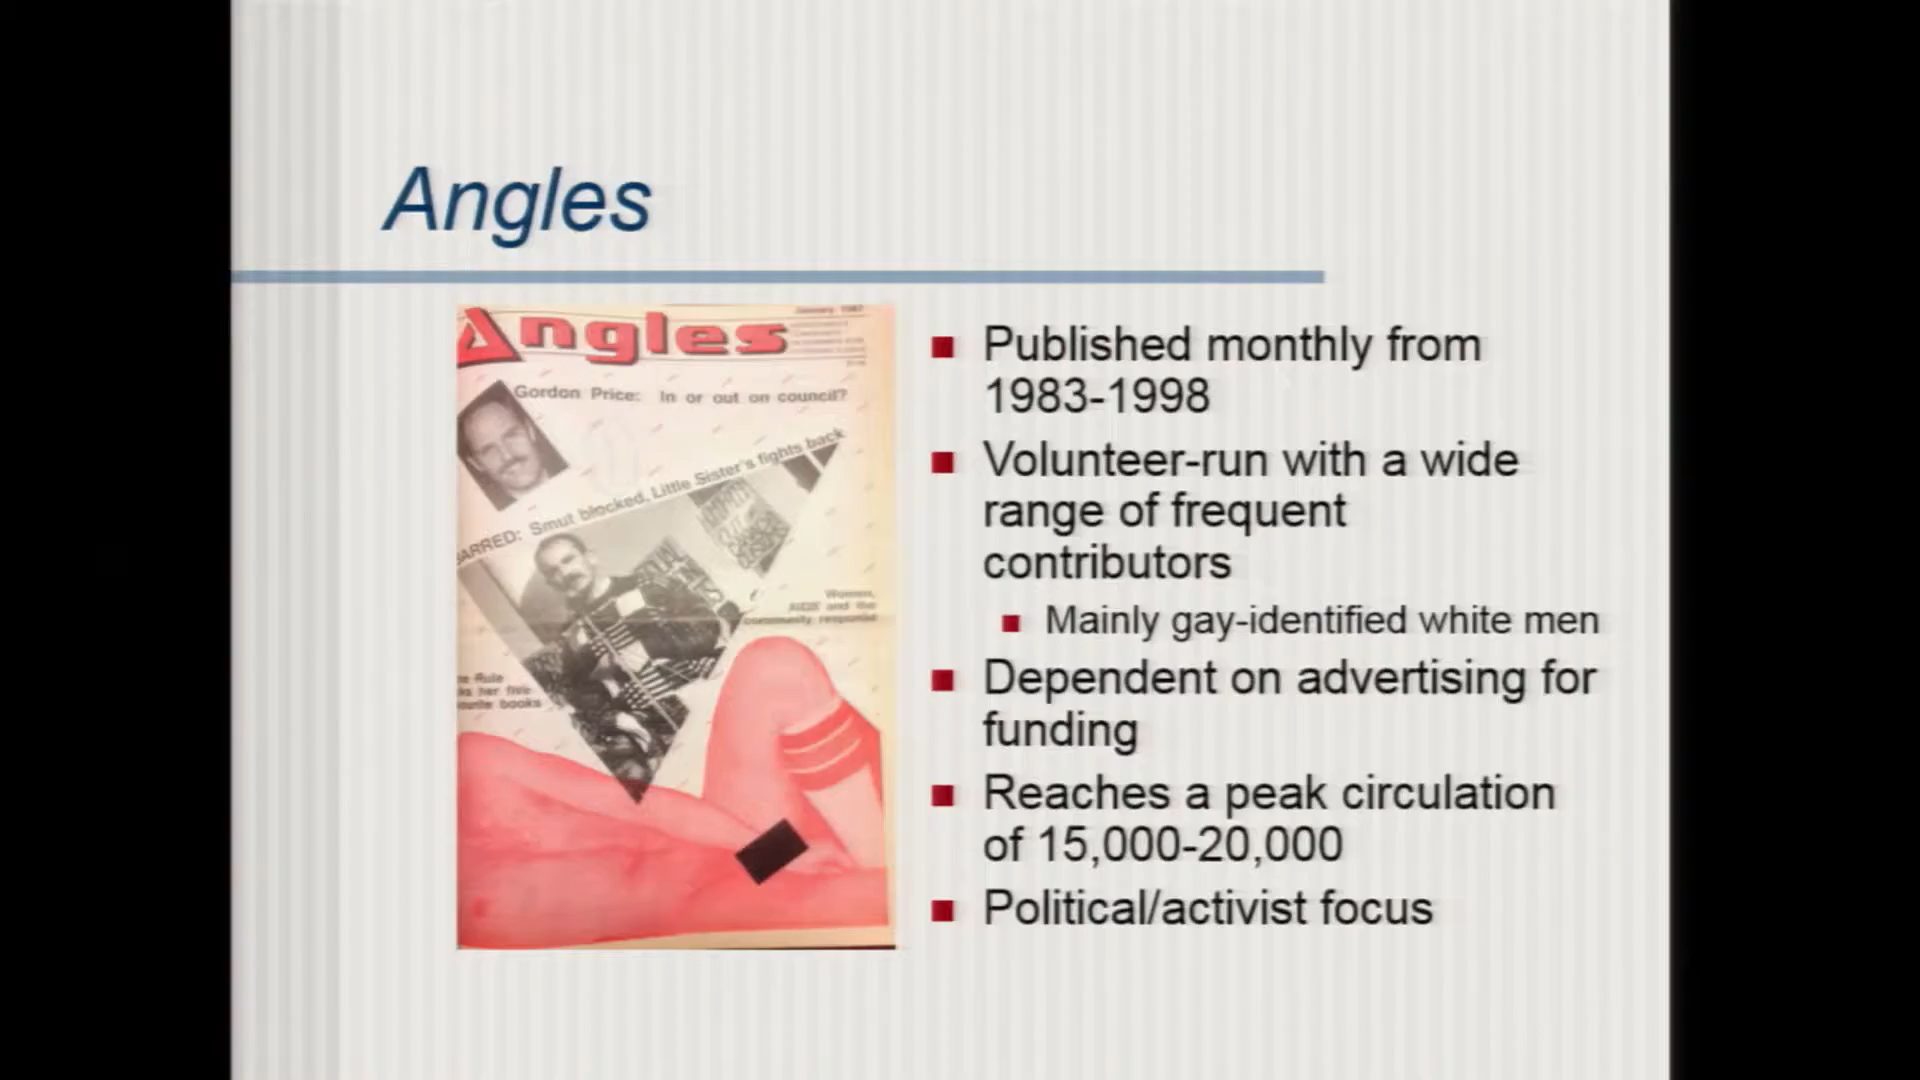 Angles
Angles
January 1987
Gordon Price: In or out on council?
BARRED: Smut blocked, Little Sister's fights back
Women,
AIDS and the
community response
Rule
her five
books
Published monthly from
1983-1998
Volunteer-run with a wide
range of frequent
contributors
Mainly gay-identified white men
Dependent on advertising for
funding
Reaches a peak circulation
of 15,000-20,000
Political/activist focus